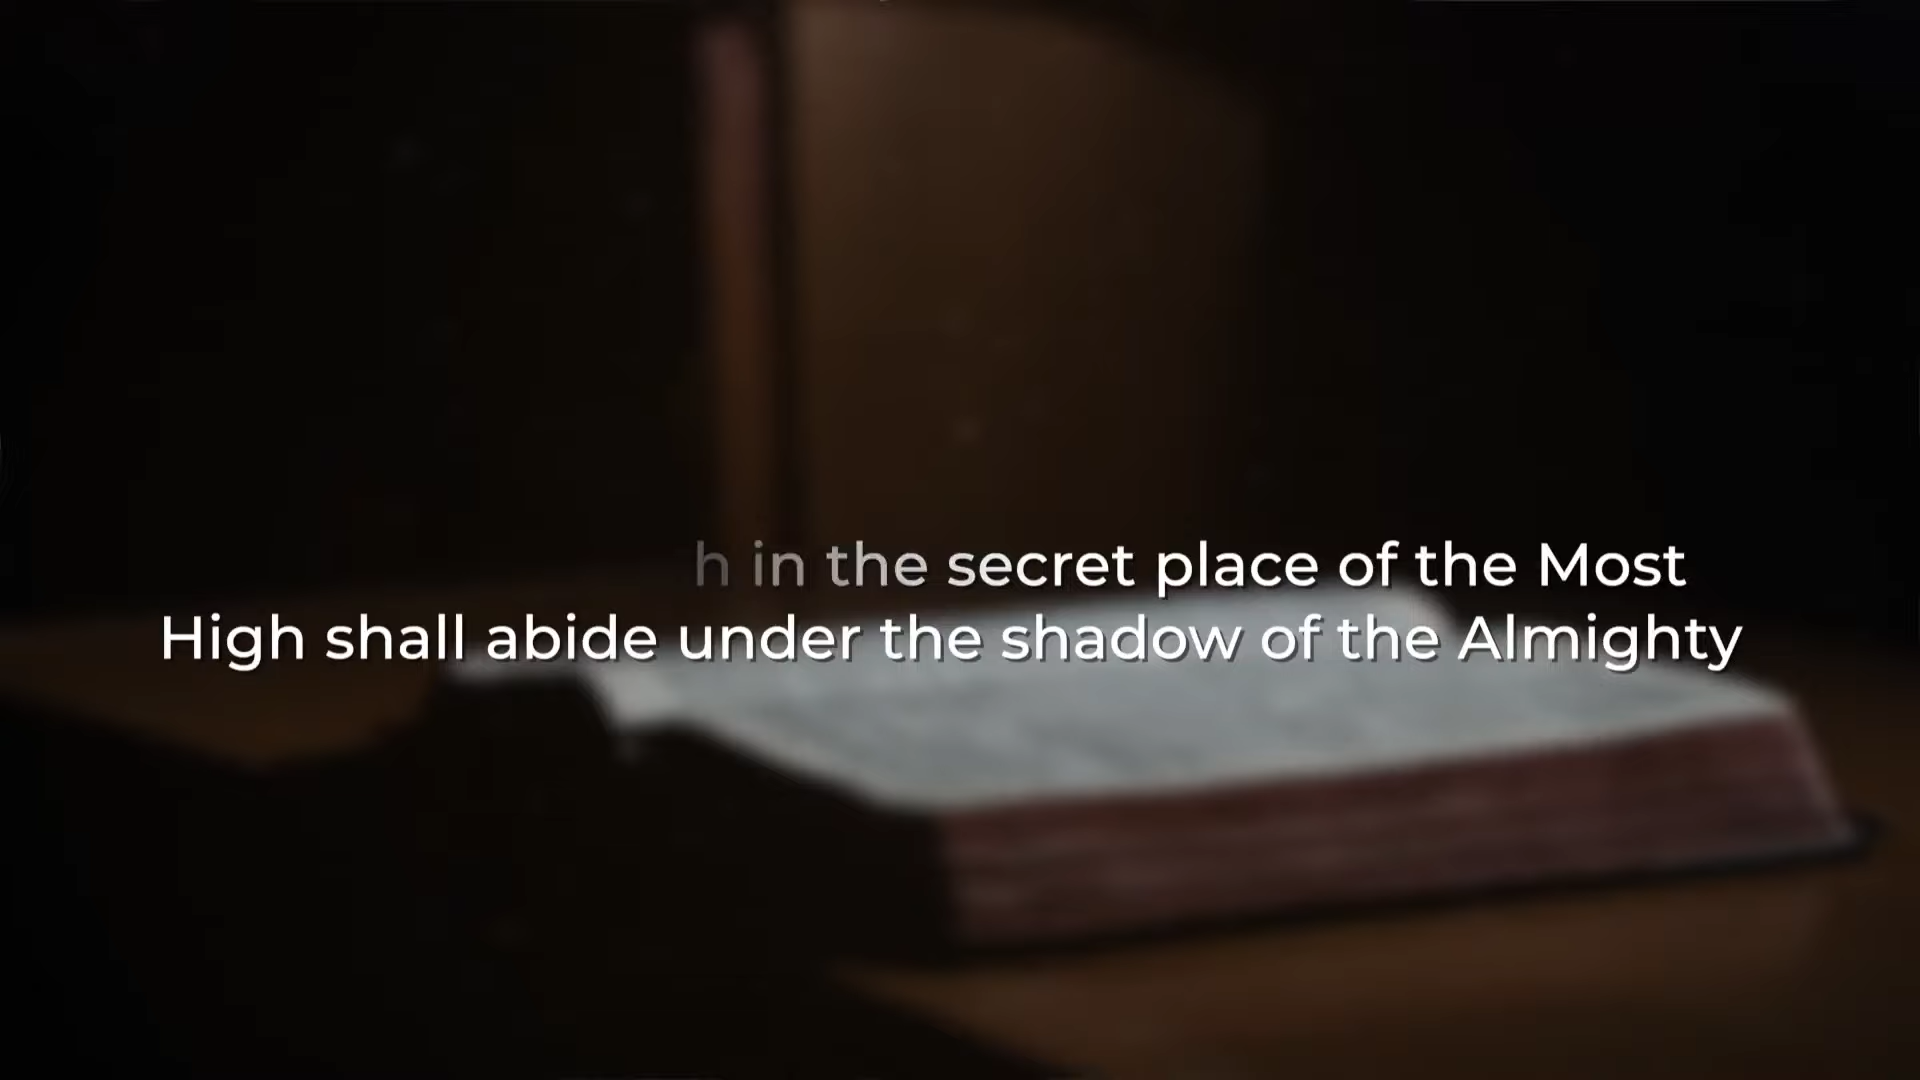 h in the secret place of the Most
High shall abide under the shadow of the Almighty